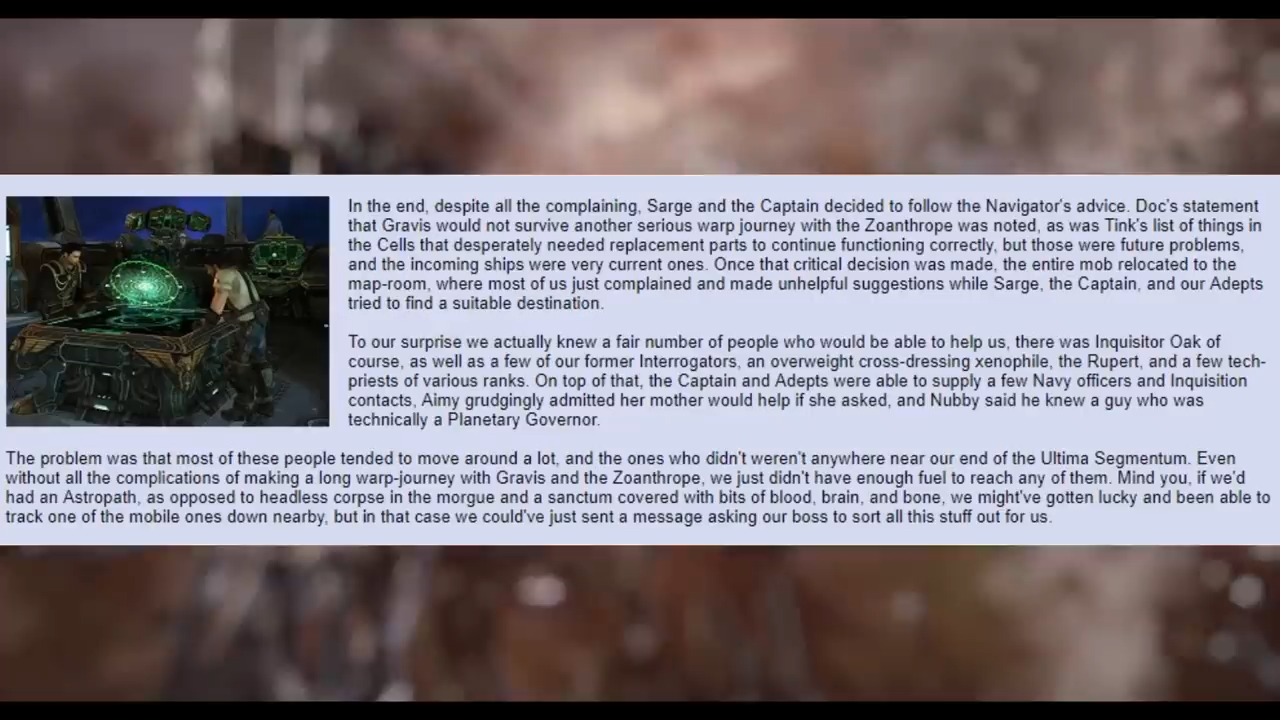 In the end, despite all the complaining, Sarge and the Captain decided to follow the Navigator's advice. Doc's statement
that Gravis would not survive another serious warp journey with the Zoanthrope was noted, as was Tink's list of things in
the Cells that desperately needed replacement parts to continue functioning correctly, but those were future problems,
and the incoming ships were very current ones. Once that critical decision was made, the entire mob relocated to the
map-room, where most of us just complained and made unhelpful suggestions while Sarge, the Captain, and our Adepts
tried to find a suitable destination.
To our surprise we actually knew a fair number of people who would be able to help us, there was Inquisitor Oak of
course, as well as a few of our former Interrogators, an overweight cross-dressing xenophile, the Rupert, and a few tech-
priests of various ranks. On top of that, the Captain and Adepts were able to supply a few Navy officers and Inquisition
contacts, Aimy grudgingly admitted her mother would help if she asked, and Nubby said he knew a guy who was
technically a Planetary Governor.
The problem was that most of these people tended to move around a lot, and the ones who didn't weren't anywhere near our end of the Ultima Segmentum. Even
without all the complications of making a long warp-journey with Gravis and the Zoanthrope, we just didn't have enough fuel to reach any of them. Mind you, if we'd
had an Astropath, as opposed to headless corpse in the morgue and a sanctum covered with bits of blood, brain, and bone, we might've gotten lucky and been able to
track one of the mobile ones down nearby, but in that case we could've just sent a message asking our boss to sort all this stuff out for us.